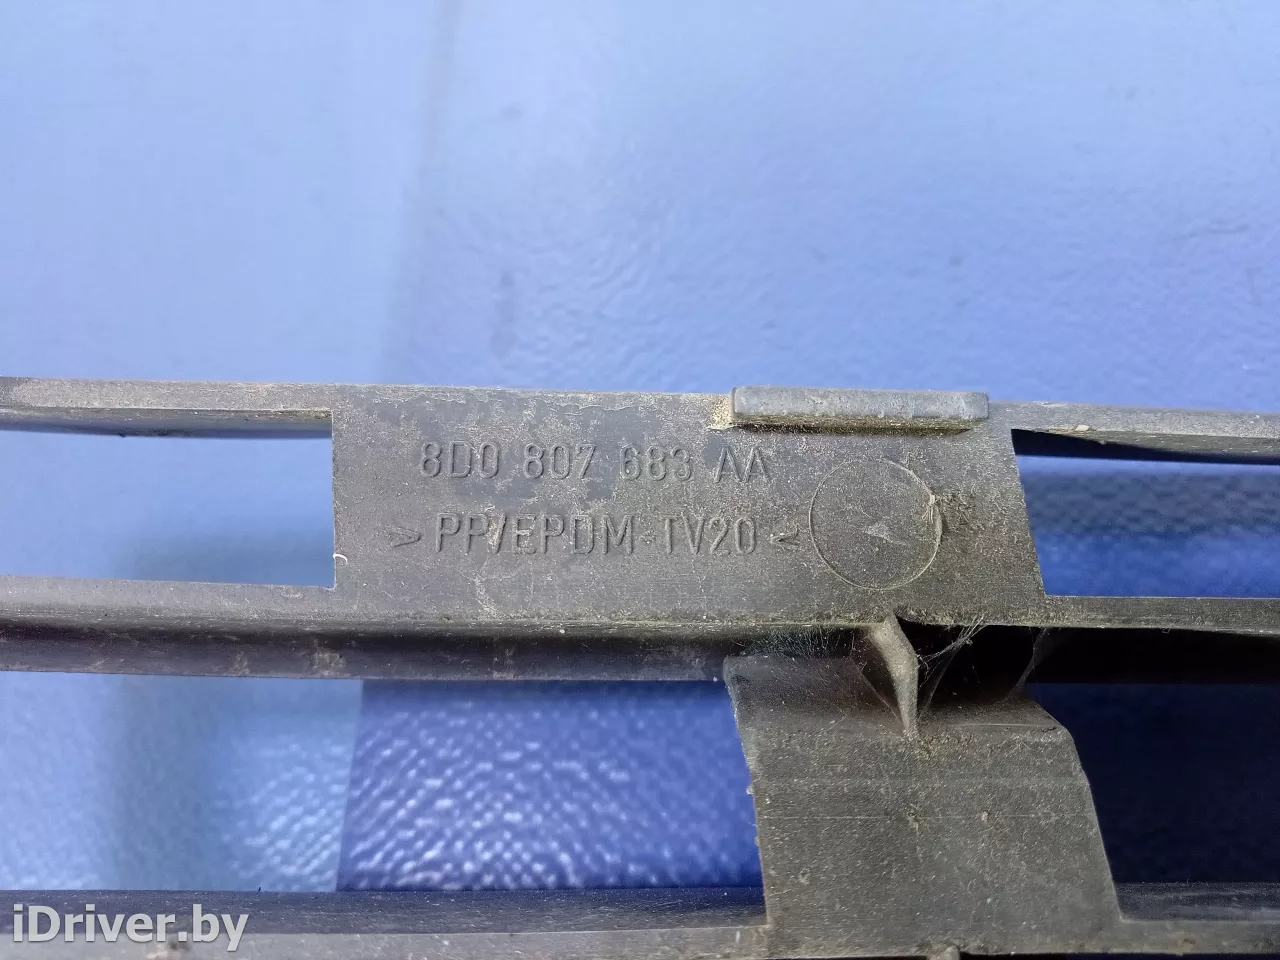 8D0 807 683 AA
> PP/EPDM-TV20 <
iDriver.by